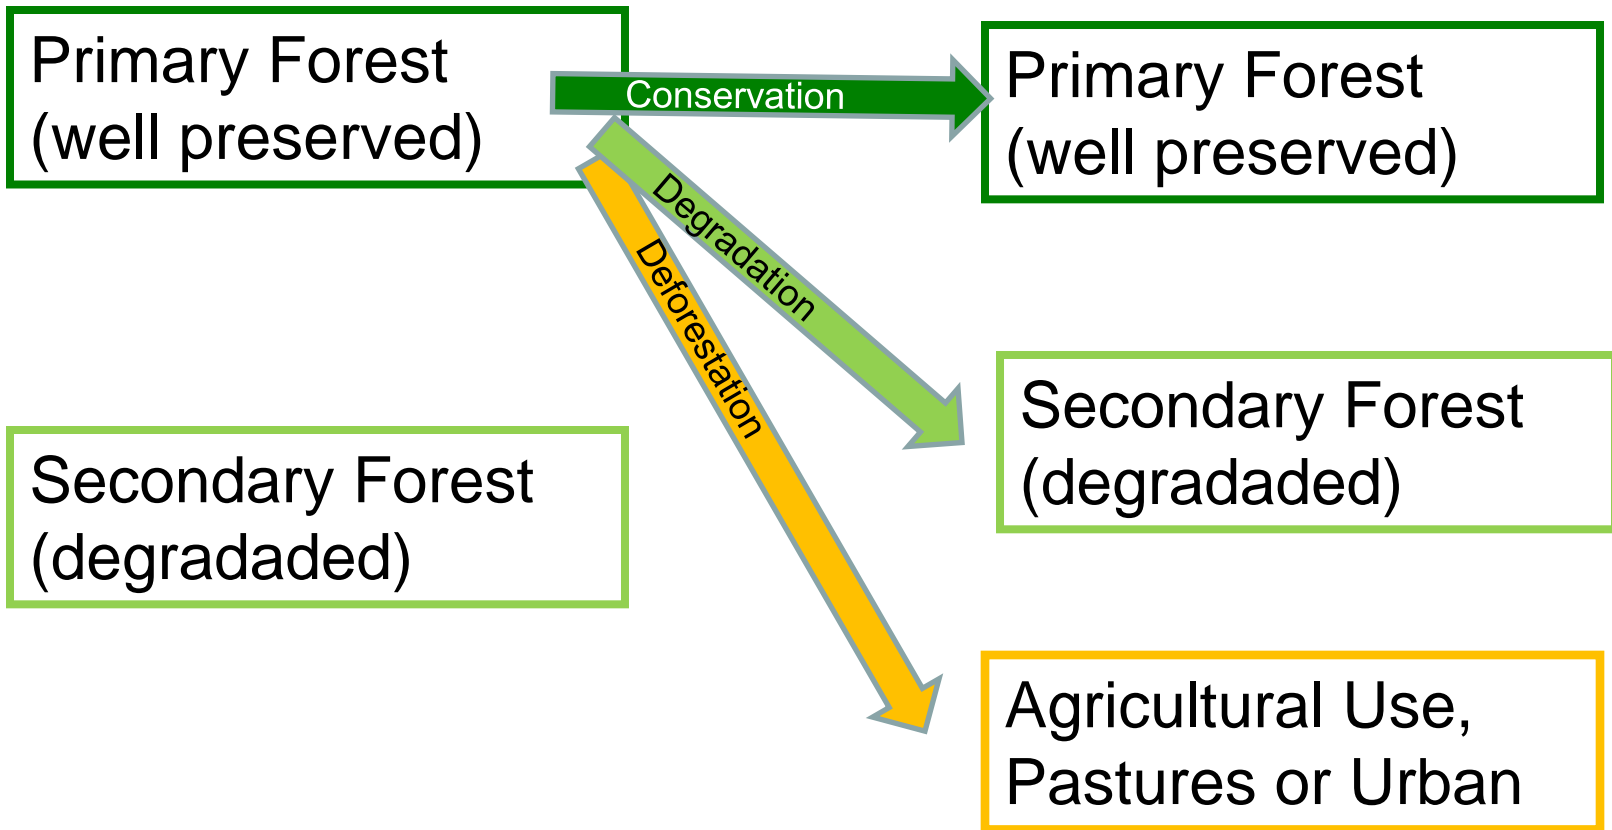 Primary Forest
(well preserved)
Conservation
Primary Forest
(well preserved)
Degradation
Deforestation
Secondary Forest
(degradaded)
Secondary Forest
(degradaded)
Agricultural Use,
Pastures or Urban